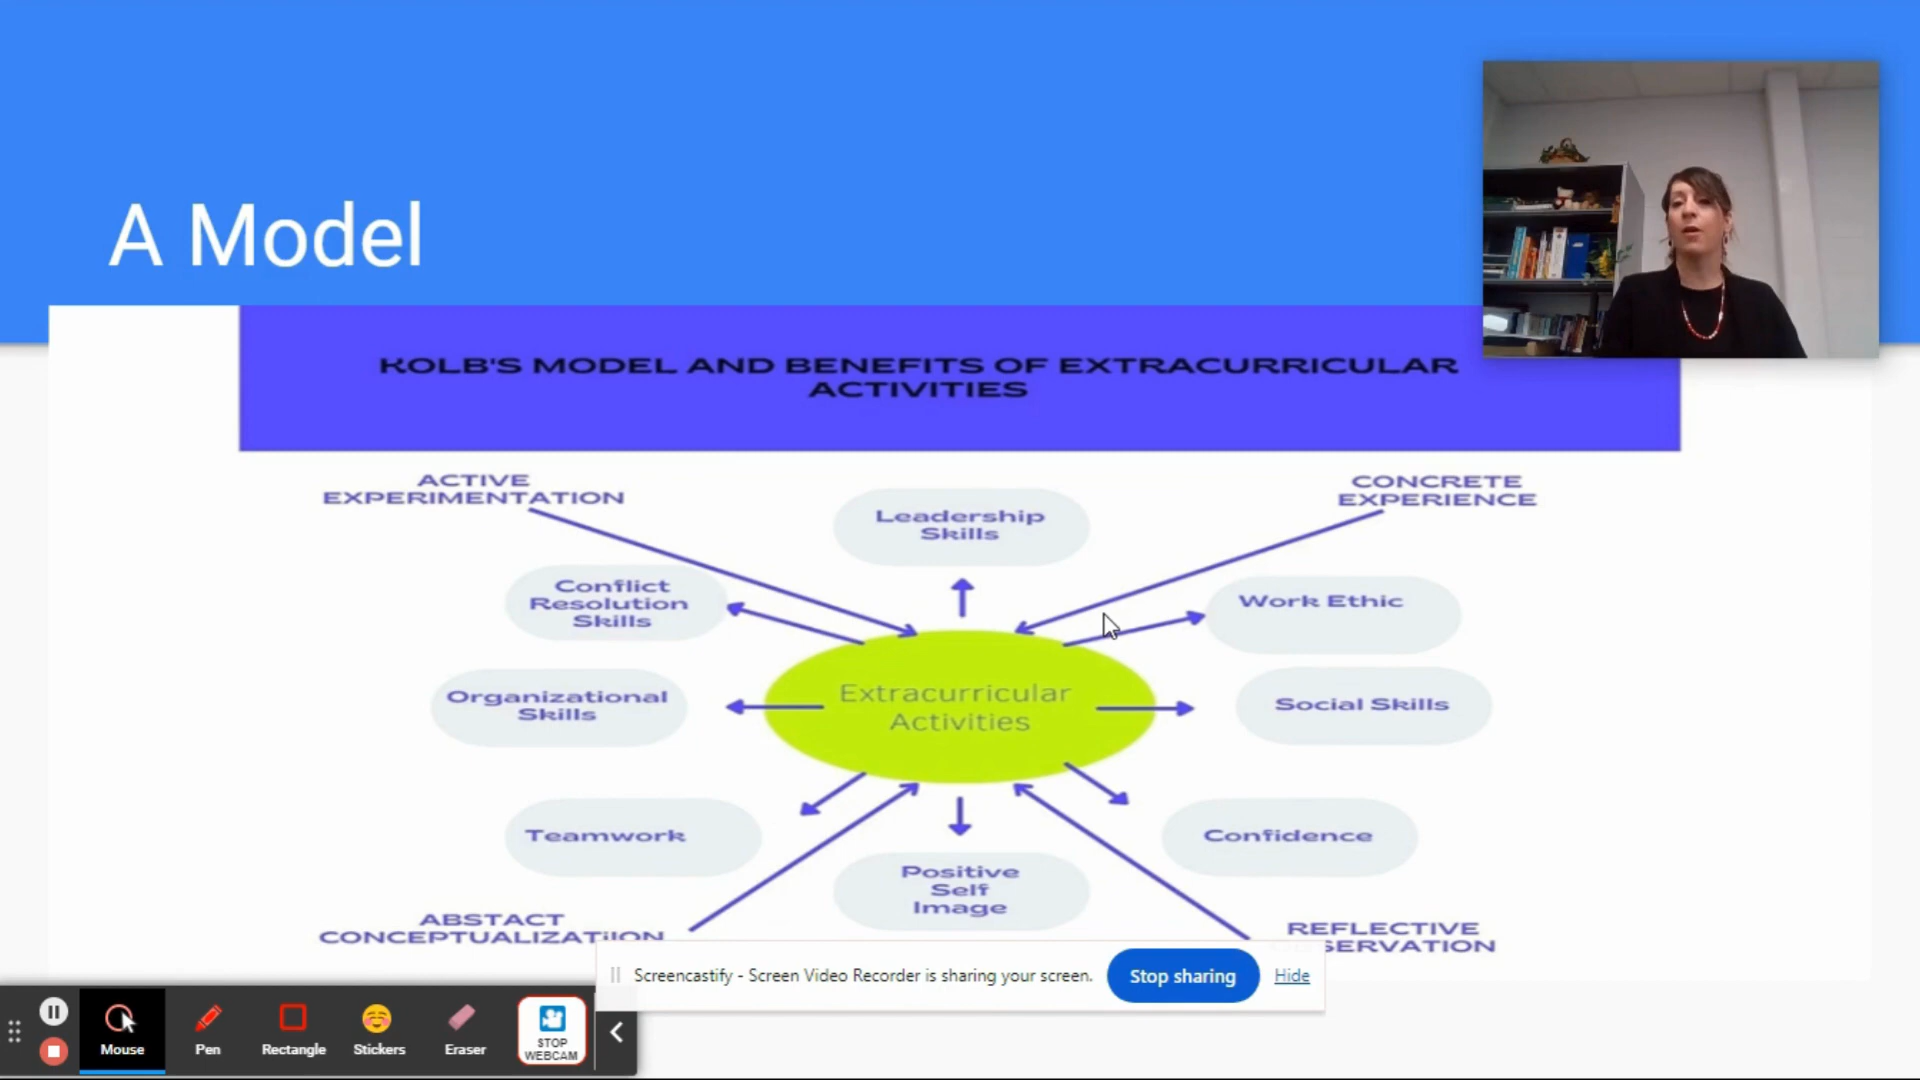 A Model
KOLB'S MODEL AND BENEFITS OF EXTRACURRICULAR
ACTIVITIES
ACTIVE
EXPERIMENTATION
CONCRETE
EXPERIENCE
Leadership
Skills
Conflict
Resolution
Skills
Work Ethic
Organizational
Skills
Extracurricular
Activities
Social Skills
Teamwork
Confidence
Positive
Self
Image
ABSTACT
CONCEPTUALIZATIION
REFLECTIVE
SERVATION
Screencastify - Screen Video Recorder is sharing your screen.
Stop sharing
Hide
Mouse
Pen
Rectangle
Stickers
Eraser
STOP
WEBCAM